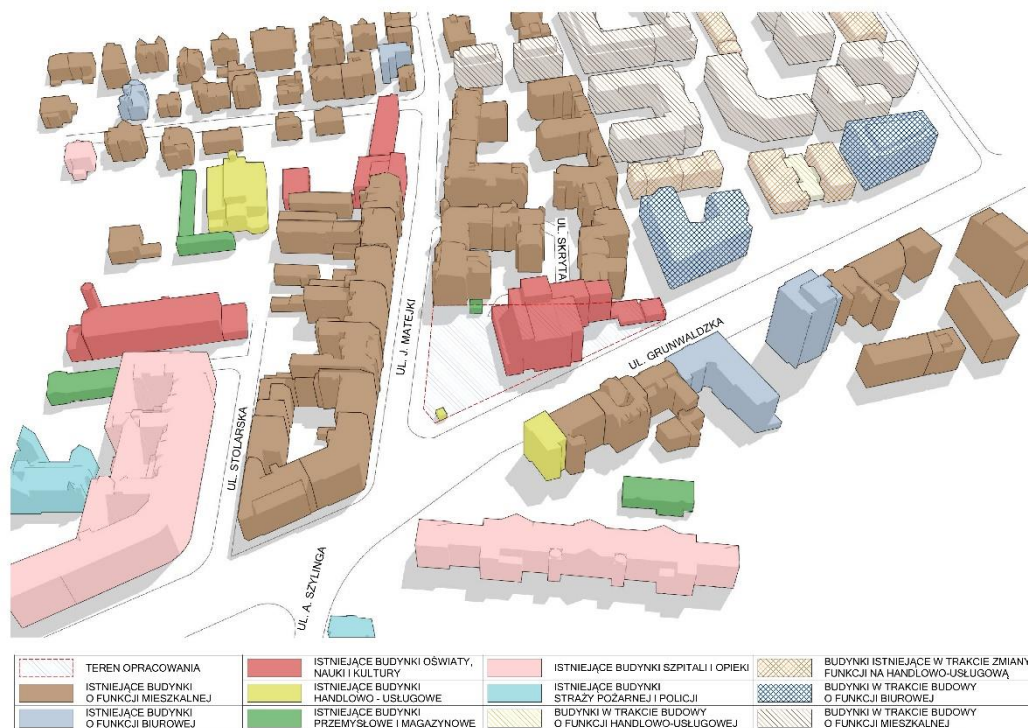 UL. SKRYTA
UL. J. MATEJKI
UL. GRUNWALDZKA
UL. STOLARSKA
UL. A. SZYLINGA
TEREN OPRACOWANIA
ISTNIEJĄCE BUDYNKI OŚWIATY,
NAUKI I KULTURY
ISTNIEJĄCE BUDYNKI SZPITALI I OPIEKI
BUDYNKI ISTNIEJĄCE W TRAKCIE ZMIANY
FUNKCJI NA HANDLOWO-USŁUGOWĄ
ISTNIEJĄCE BUDYNKI
O FUNKCJI MIESZKALNEJ
ISTNIEJĄCE BUDYNKI
HANDLOWO - USŁUGOWE
ISTNIEJĄCE BUDYNKI
STRAŻY POŻARNEJ I POLICJI
BUDYNKI W TRAKCIE BUDOWY
O FUNKCJI BIUROWEJ
ISTNIEJĄCE BUDYNKI
O FUNKCJI BIUROWEJ
ISTNIEJĄCE BUDYNKI
PRZEMYSŁOWE I MAGAZYNOWE
BUDYNKI W TRAKCIE BUDOWY
O FUNKCJI HANDLOWO-USŁUGOWEJ
BUDYNKI W TRAKCIE BUDOWY
O FUNKCJI MIESZKALNEJ